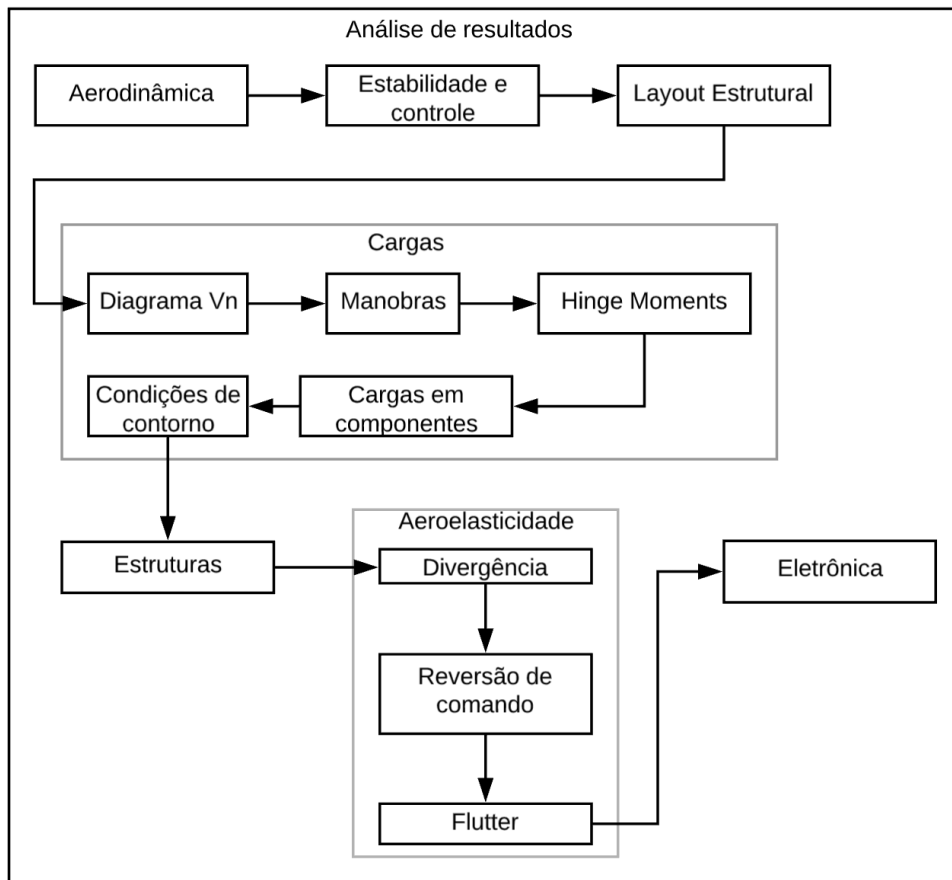 Análise de resultados
Aerodinâmica
Estabilidade e
controle
Layout Estrutural
Cargas
Diagrama Vn
Manobras
Hinge Moments
Condições de
contorno
Cargas em
componentes
Estruturas
Aeroelasticidade
Divergência
Reversão de
comando
Flutter
Eletrônica